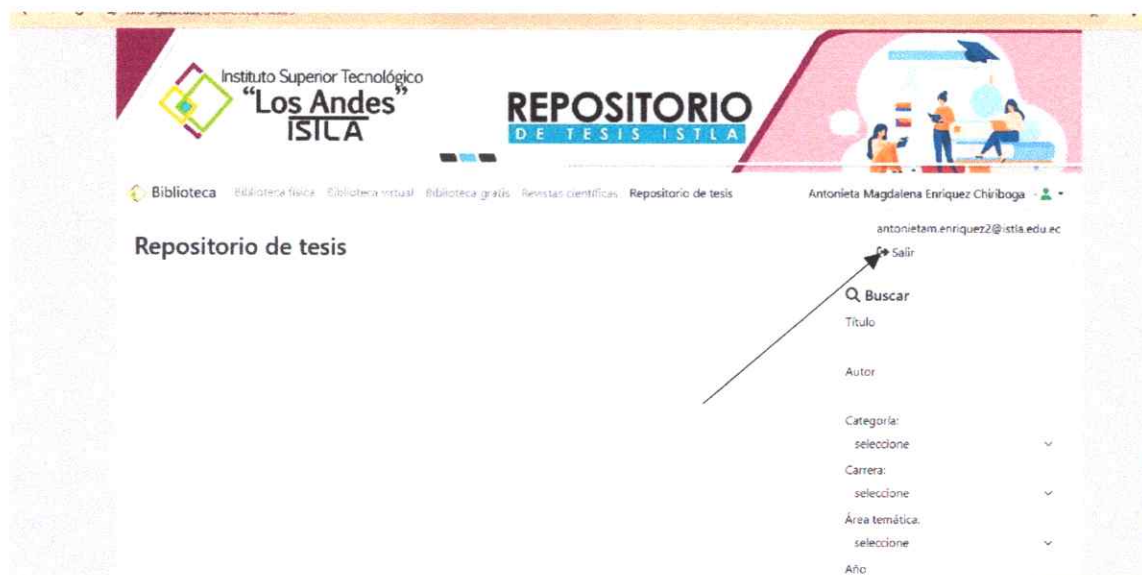 Instituto Superior Tecnológico
“Los Andes”
ISTLA
REPOSITORIO
DE TESIS ISTLA
Biblioteca Biblioteca física Biblioteca virtual Biblioteca gratis Revistas científicas Repositorio de tesis Antonieta Magdalena Enriquez Chiriboga
antonietam.enriquez2@istla.edu.ec
Repositorio de tesis
Salir
Buscar
Título
Autor
Categoría:
seleccione
Carrera:
seleccione
Área temática:
seleccione
Año